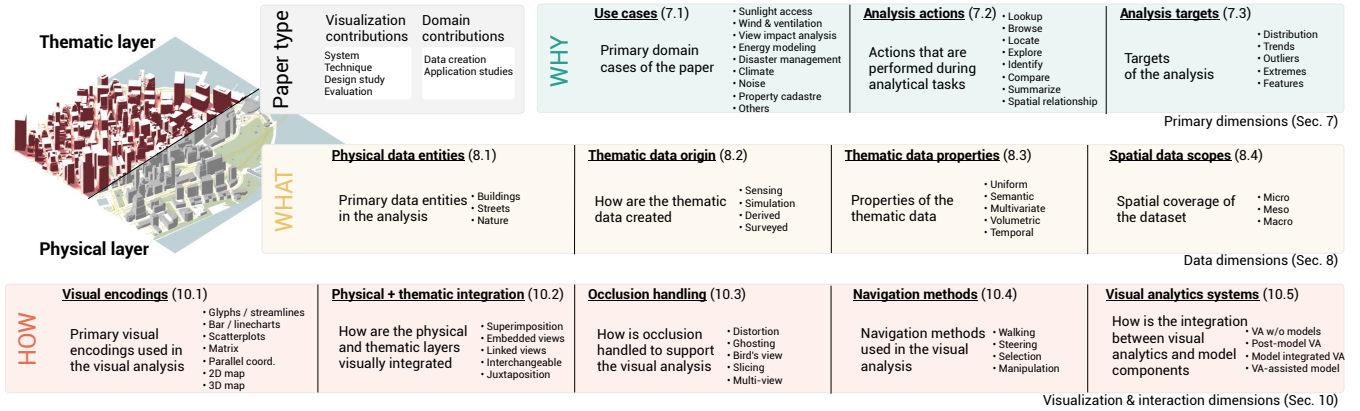 Thematic layer
Physical layer
Paper type
Visualization
contributions
System
Technique
Design study
Evaluation
Domain
contributions
Data creation
Application studies
WHY
Use cases (7.1)
Primary domain
cases of the paper
• Sunlight access
• Wind & ventilation
• View impact analysis
• Energy modeling
• Disaster management
• Climate
• Noise
• Property cadastre
• Others
Analysis actions (7.2)
Actions that are
performed during
analytical tasks
• Lookup
• Browse
• Locate
• Explore
• Identify
• Compare
• Summarize
• Spatial relationship
Analysis targets (7.3)
Targets
of the analysis
• Distribution
• Trends
• Outliers
• Extremes
• Features
Primary dimensions (Sec. 7)
WHAT
Physical data entities (8.1)
Primary data entities
in the analysis
• Buildings
• Streets
• Nature
Thematic data origin (8.2)
How are the thematic
data created
• Sensing
• Simulation
• Derived
• Surveyed
Thematic data properties (8.3)
Properties of the
thematic data
• Uniform
• Semantic
• Multivariate
• Volumetric
• Temporal
Spatial data scopes (8.4)
Spatial coverage of
the dataset
• Micro
• Meso
• Macro
Data dimensions (Sec. 8)
HOW
Visual encodings (10.1)
Primary visual
encodings used in
the visual analysis
• Glyphs / streamlines
• Bar / linecharts
• Scatterplots
• Matrix
• Parallel coord.
• 2D map
• 3D map
Physical + thematic integration (10.2)
How are the physical
and thematic layers
visually integrated
• Superimposition
• Embedded views
• Linked views
• Interchangeable
• Juxtaposition
Occlusion handling (10.3)
How is occlusion
handled to support
the visual analysis
• Distortion
• Ghosting
• Bird's view
• Slicing
• Multi-view
Navigation methods (10.4)
Navigation methods
used in the visual
analysis
• Walking
• Steering
• Selection
• Manipulation
Visual analytics systems (10.5)
How is the integration
between visual
analytics and model
components
• VA w/o models
• Post-model VA
• Model integrated VA
• VA-assisted model
Visualization & interaction dimensions (Sec. 10)